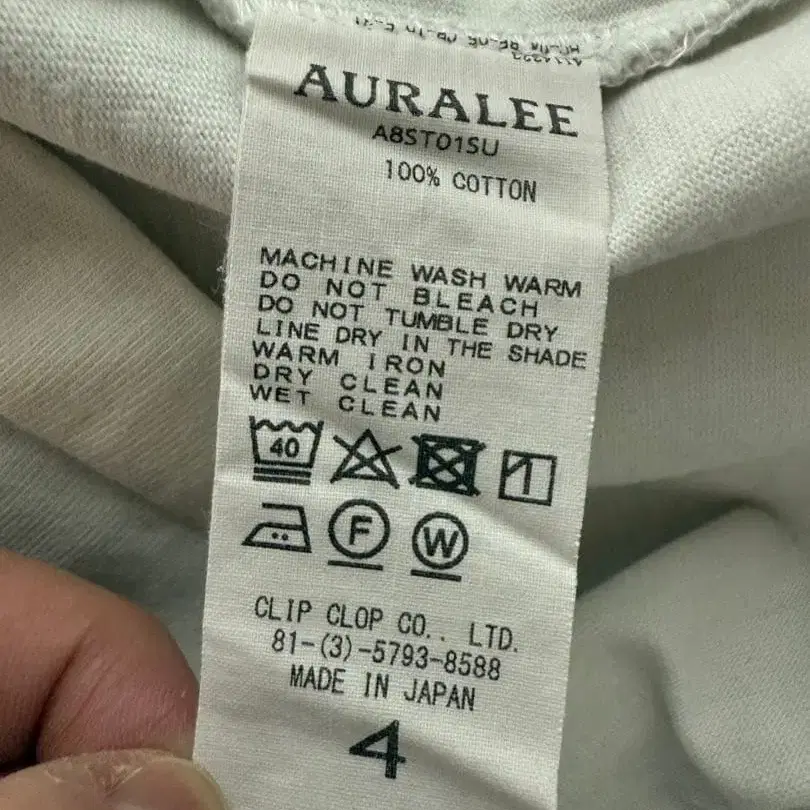 AURALEE
A8ST01SU
100% COTTON
MACHINE WASH WARM
DO NOT BLEACH
DO NOT TUMBLE DRY
LINE DRY IN THE SHADE
WARM IRON
DRY CLEAN
WET CLEAN
40
F W
CLIP CLOP CO., LTD.
81-(3)-5793-8588
MADE IN JAPAN
4